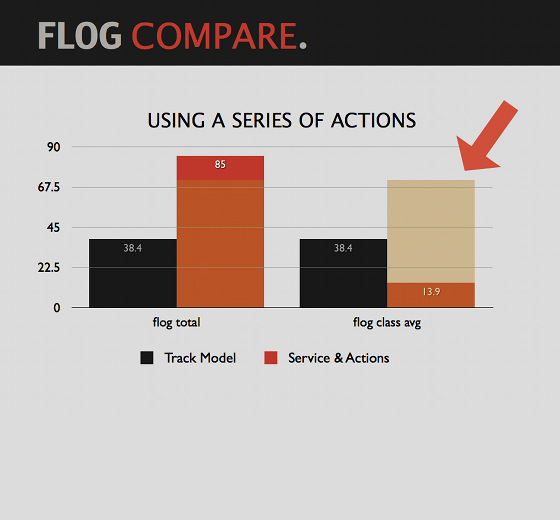 FLOG COMPARE.
USING A SERIES OF ACTIONS
90
67.5
45
22.5
0
85
38.4
38.4
13.9
flog total
flog class avg
Track Model
Service & Actions